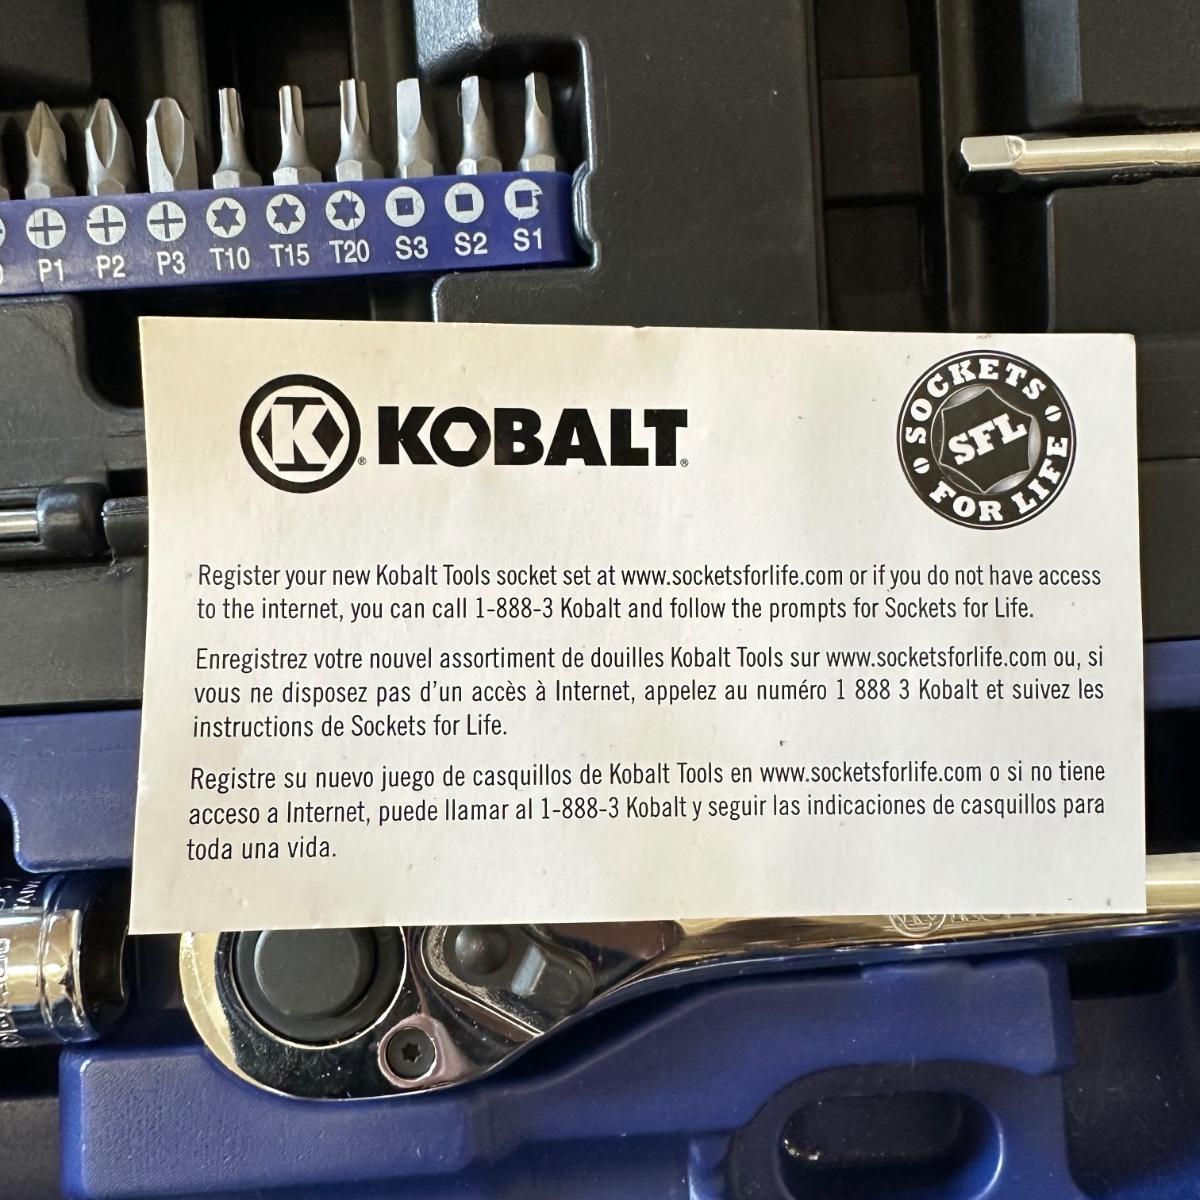 P1 P2 P3 T10 T15 T20 S3 S2 S1
K® KOBALT®
SOCKETS FOR LIFE
SFL
Register your new Kobalt Tools socket set at www.socketsforlife.com or if you do not have access
to the internet, you can call 1-888-3 Kobalt and follow the prompts for Sockets for Life.
Enregistrez votre nouvel assortiment de douilles Kobalt Tools sur www.socketsforlife.com ou, si
vous ne disposez pas d'un accès à Internet, appelez au numéro 1 888 3 Kobalt et suivez les
instructions de Sockets for Life.
Registre su nuevo juego de casquillos de Kobalt Tools en www.socketsforlife.com o si no tiene
acceso a Internet, puede llamar al 1-888-3 Kobalt y seguir las indicaciones de casquillos para
toda una vida.